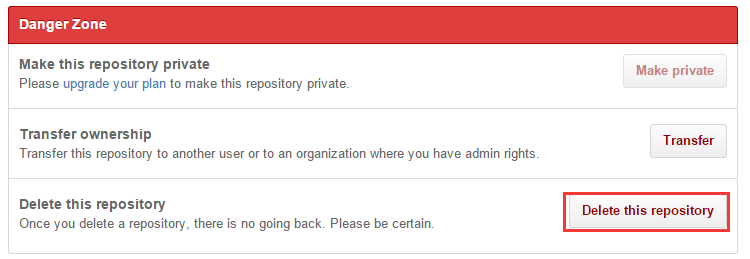 Danger Zone
Make this repository private
Please upgrade your plan to make this repository private.
Make private
Transfer ownership
Transfer this repository to another user or to an organization where you have admin rights.
Transfer
Delete this repository
Once you delete a repository, there is no going back. Please be certain.
Delete this repository